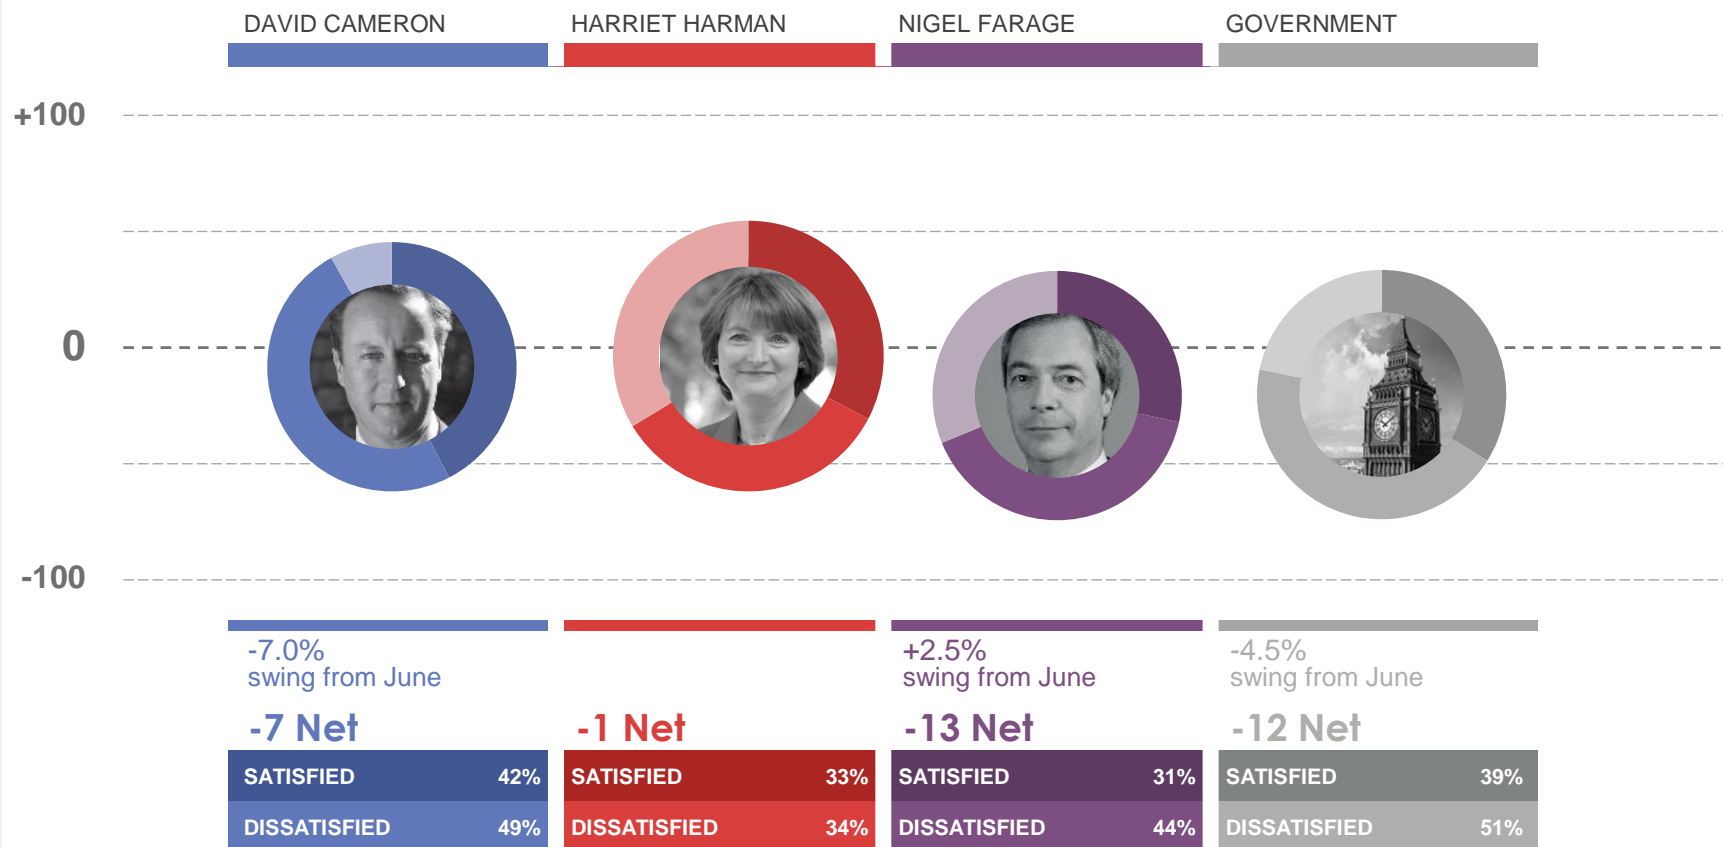 DAVID CAMERON
HARRIET HARMAN
NIGEL FARAGE
GOVERNMENT
+100
0
-100
-7.0%
swing from June
-7 Net
SATISFIED 42%
DISSATISFIED 49%
-1 Net
SATISFIED 33%
DISSATISFIED 34%
+2.5%
swing from June
-13 Net
SATISFIED 31%
DISSATISFIED 44%
-4.5%
swing from June
-12 Net
SATISFIED 39%
DISSATISFIED 51%